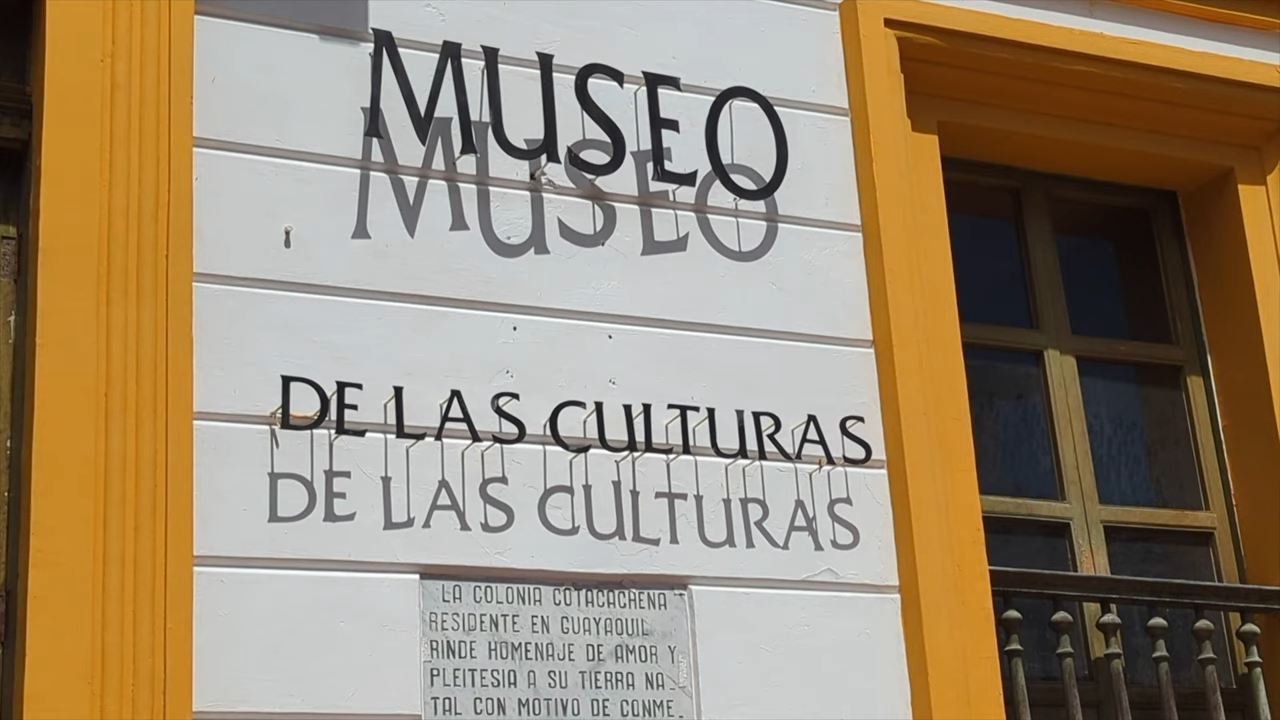 MUSEO
DE LAS CULTURAS
LA COLONIA COTACACHENA
RESIDENTE EN GUAYAQUIL
RINDE HOMENAJE DE AMOR Y
PLEITESIA A SU TIERRA NA-
TAL CON MOTIVO DE CONME-